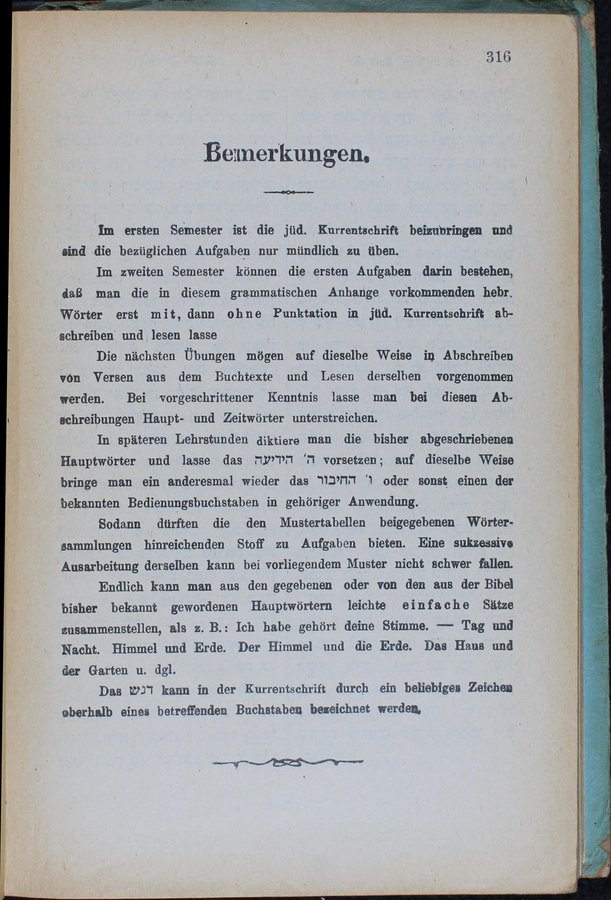 316
Bemerkungen.
Im ersten Semester ist die jüd. Kurrentschrift beizubringen und
sind die bezüglichen Aufgaben nur mündlich zu üben.
Im zweiten Semester können die ersten Aufgaben darin bestehen,
daß man die in diesem grammatischen Anhange vorkommenden hebr.
Wörter erst mit, dann ohne Punktation in jüd. Kurrentschrift ab-
schreiben und lesen lasse
Die nächsten Übungen mögen auf dieselbe Weise in Abschreiben
von Versen aus dem Buchtexte und Lesen derselben vorgenommen
werden. Bei vorgeschrittener Kenntnis lasse man bei diesen Ab-
schreibungen Haupt- und Zeitwörter unterstreichen.
In späteren Lehrstunden diktiere man die bisher abgeschriebenen
Hauptwörter und lasse das ה' הידיעה vorsetzen; auf dieselbe Weise
bringe man ein anderesmal wieder das ו' החיבור oder sonst einen der
bekannten Bedienungsbuchstaben in gehöriger Anwendung.
Sodann dürften die den Mustertabellen beigegebenen Wörter-
sammlungen hinreichenden Stoff zu Aufgaben bieten. Eine sukzessive
Ausarbeitung derselben kann bei vorliegendem Muster nicht schwer fallen.
Endlich kann man aus den gegebenen oder von den aus der Bibel
bisher bekannt gewordenen Hauptwörtern leichte einfache Sätze
zusammenstellen, als z. B.: Ich habe gehört deine Stimme. — Tag und
Nacht. Himmel und Erde. Der Himmel und die Erde. Das Haus und
der Garten u. dgl.
Das דגש kann in der Kurrentschrift durch ein beliebiges Zeichen
oberhalb eines betreffenden Buchstaben bezeichnet werden.